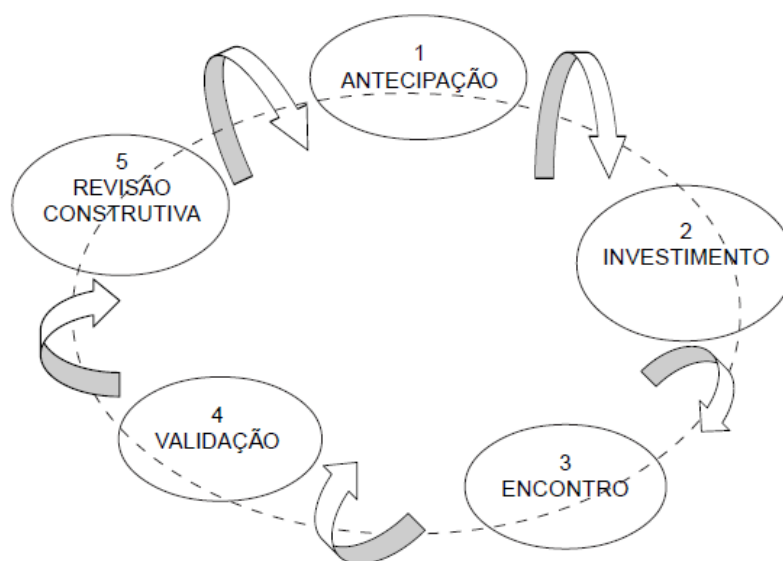 1
ANTECIPAÇÃO
2
INVESTIMENTO
3
ENCONTRO
4
VALIDAÇÃO
5
REVISÃO
CONSTRUTIVA